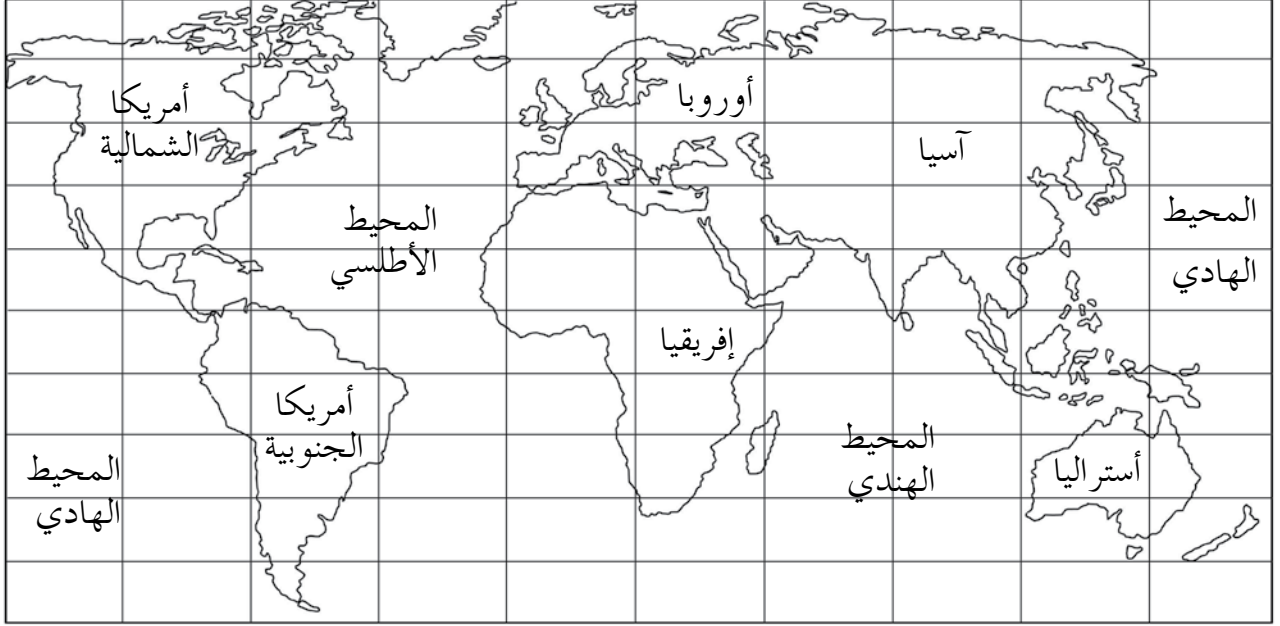 أمريكا
الشمالية
أوروبا
آسيا
المحيط
الهادي
المحيط
الأطلسي
إفريقيا
أمريكا
الجنوبية
المحيط
الهندي
أستراليا
المحيط
الهادي